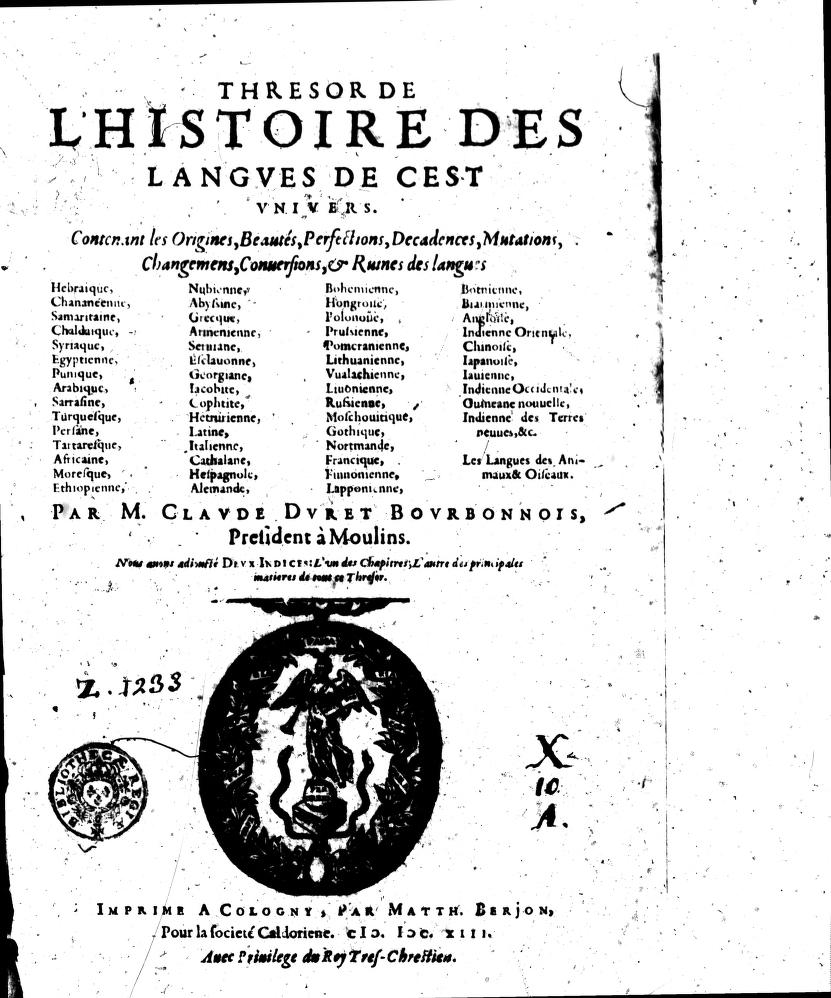 THRESOR DE
L'HISTOIRE DES
LANGVES DE CEST
VNIVERS.
Contenant les Origines, Beautés, Perfections, Decadences, Mutations,
Changemens, Conuersions, & Ruines des langues
Hebraique,
Chananéenne,
Samaritaine,
Chaldaique,
Syriaque,
Egyptienne,
Punique,
Arabique,
Sarrasine,
Turquesque,
Persane,
Tartaresque,
Africaine,
Moresque,
Ethiopienne,
Nubienne,
Abyssine,
Grecque,
Armenienne,
Seruiane,
Esclauonne,
Georgiane,
Iacobite,
Cophtite,
Hetrurienne,
Latine,
Italienne,
Cathalane,
Hespagnole,
Alemande,
Bohemienne,
Hongroise,
Polonoise,
Prussienne,
Pomeranienne,
Lithuanienne,
Vualachienne,
Liuonienne,
Russienne,
Moschouitique,
Gothique,
Nortmande,
Francique,
Finnonienne,
Lapponienne,
Botnienne,
Biarmienne,
Angloise,
Indienne Orientale,
Chinoise,
Iapanoise,
Iauienne,
Indienne Occidentale,
Guineane nouuelle,
Indienne des Terres
neuues, &c.
Les Langues des Ani-
maux & Oiseaux.
PAR M. CLAVDE DVRET BOVRBONNOIS,
President à Moulins.
Nous auons adiousté DEVX INDICES: L'un des Chapitres; L'autre des principales
matieres de tout ce Thresor.
Z. 1233
BIBLIOTHECÆ REGIÆ
X
10
A.
IMPRIMÉ A COLOGNY, PAR MATTH. BERJON,
Pour la societé Caldoriene. cIɔ. Iɔc. XIII.
Auec Priuilege du Roy Tres-Chrestien.